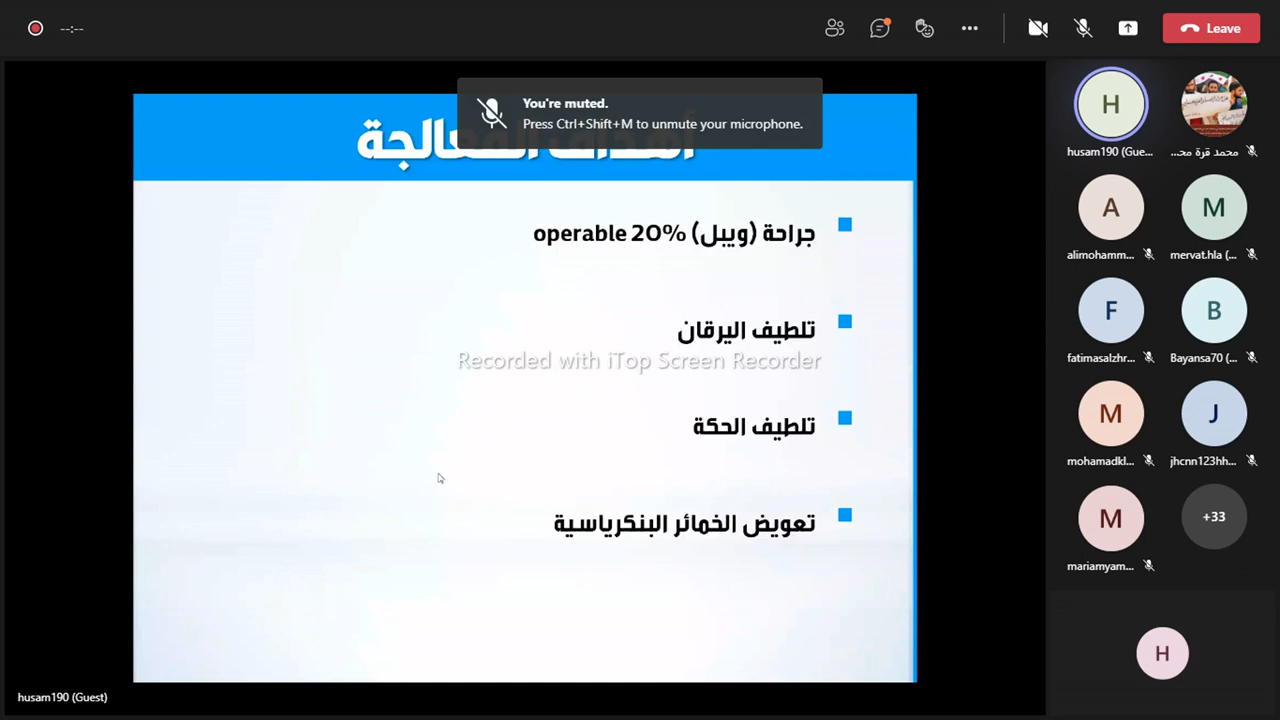 --:--
Leave
You're muted.
Press Ctrl+Shift+M to unmute your microphone.
جراحة (ويبل) operable 20%
تلطيف اليرقان
Recorded with iTop Screen Recorder
تلطيف الحكة
تعويض الخمائر البنكرياسية
husam190 (Guest)
H
husam190 (Gue...
محمد قرة مح...
A
M
alimohamm...
mervat.hla (...
F
B
fatimasalzhr...
Bayansa70 (...
M
J
mohamadkl...
jhcnn123hh...
M
+33
mariamyam...
H